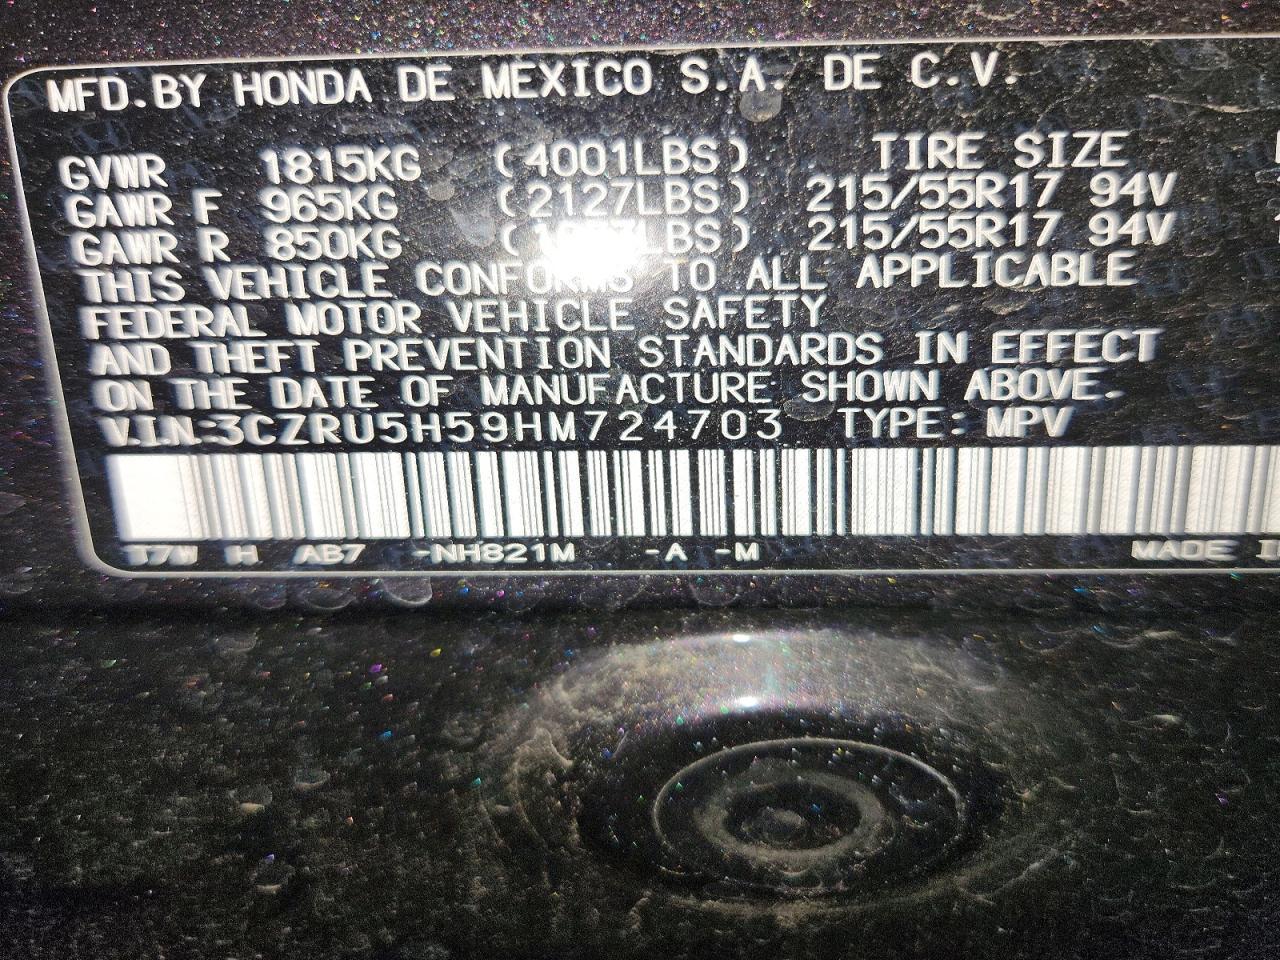 MFD.BY HONDA DE MEXICO S.A. DE C.V.
GVWR 1815KG (4001LBS) TIRE SIZE
GAWR F 965KG (2127LBS) 215/55R17 94V
GAWR R 850KG LBS) 215/55R17 94V
THIS VEHICLE CONFORMS TO ALL APPLICABLE
FEDERAL MOTOR VEHICLE SAFETY
AND THEFT PREVENTION STANDARDS IN EFFECT
ON THE DATE OF MANUFACTURE SHOWN ABOVE.
V.I.N:3CZRU5H59HM724703 TYPE: MPV
T7W H AB7 -NH821M -A -M MADE